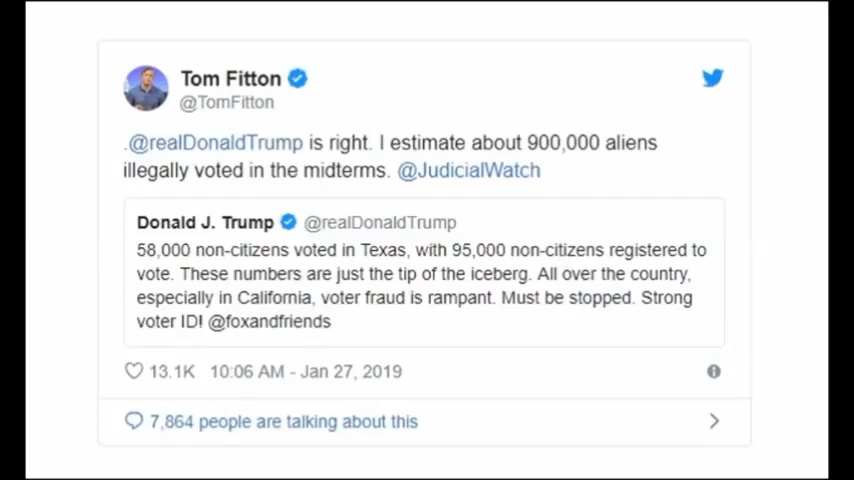 Tom Fitton
@TomFitton
.@realDonaldTrump is right. I estimate about 900,000 aliens
illegally voted in the midterms. @JudicialWatch
Donald J. Trump @realDonaldTrump
58,000 non-citizens voted in Texas, with 95,000 non-citizens registered to
vote. These numbers are just the tip of the iceberg. All over the country,
especially in California, voter fraud is rampant. Must be stopped. Strong
voter ID! @foxandfriends
13.1K 10:06 AM - Jan 27, 2019
7,864 people are talking about this